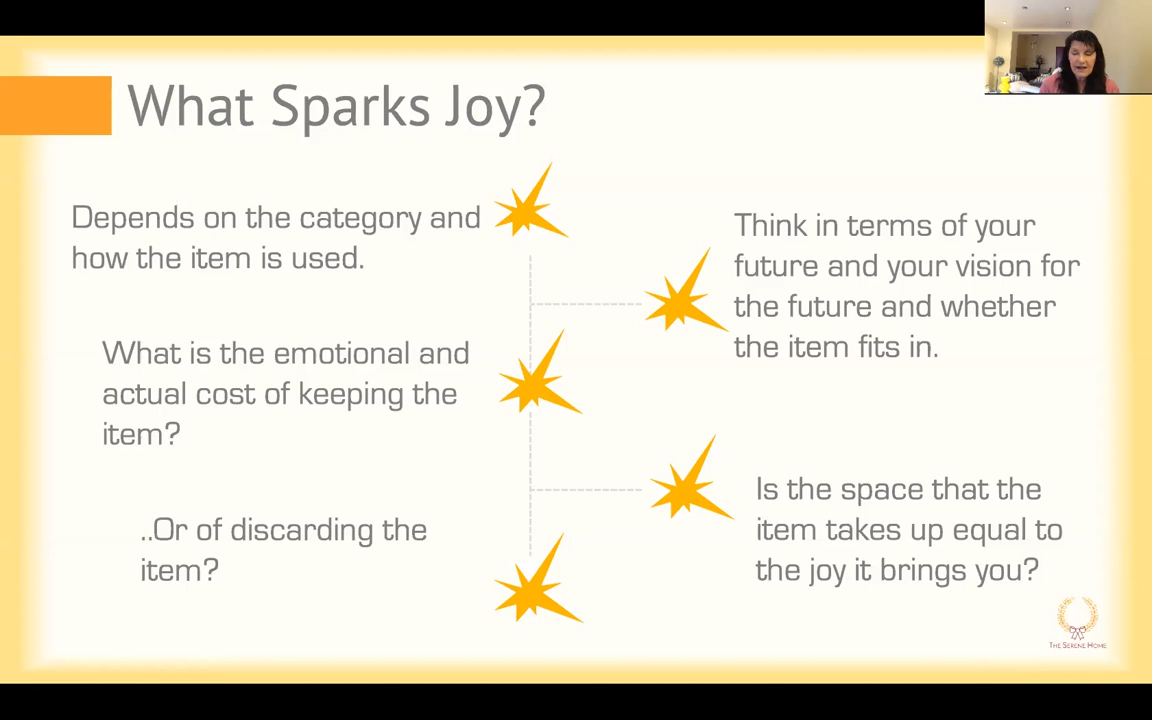 What Sparks Joy?
Depends on the category and
how the item is used.
Think in terms of your
future and your vision for
the future and whether
the item fits in.
What is the emotional and
actual cost of keeping the
item?
Is the space that the
item takes up equal to
the joy it brings you?
..Or of discarding the
item?
The Serene Home